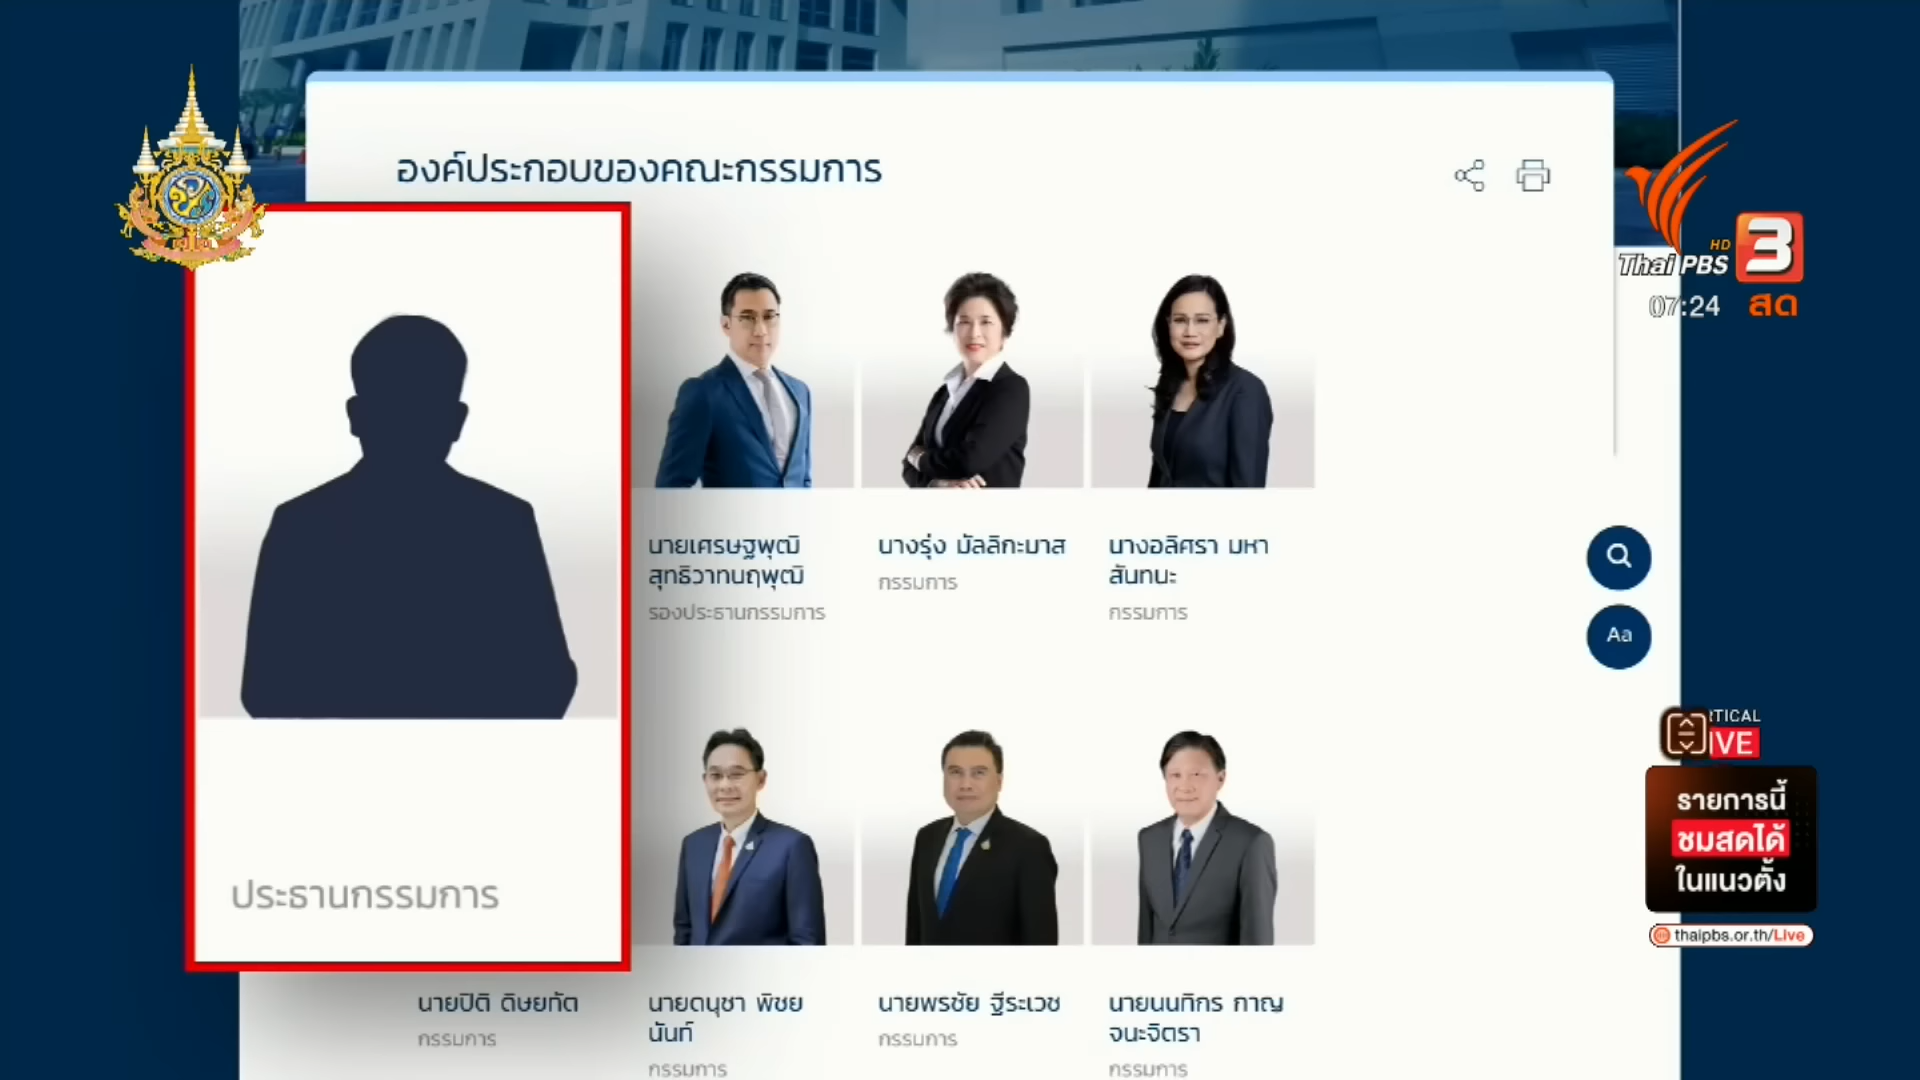 องค์ประกอบของคณะกรรมการ
HD
Thai PBS 3
07:24 สด
นายเศรษฐพุฒิ
สุทธิวาทนฤพุฒิ
รองประธานกรรมการ
นางรุ่ง มัลลิกะมาส
กรรมการ
นางอลิศรา มหา
สันทนะ
กรรมการ
Aa
ประธานกรรมการ
RTICAL
IVE
รายการนี้
ชมสดได้
ในแนวตั้ง
thaipbs.or.th/Live
นายปิติ ดิษยทัต
กรรมการ
นายดนุชา พิชย
นันท์
กรรมการ
นายพรชัย ฐีระเวช
กรรมการ
นายนนทิกร กาญ
จนะจิตรา
กรรมการ